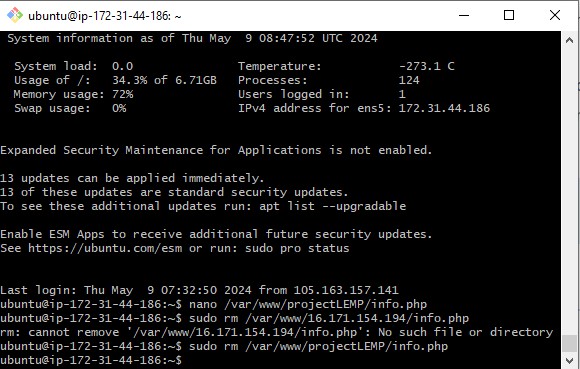 ubuntu@ip-172-31-44-186: ~
System information as of Thu May  9 08:47:52 UTC 2024
System load:  0.0                Temperature:           -273.1 C
Usage of /:   34.3% of 6.71GB   Processes:             124
Memory usage: 72%                Users logged in:       1
Swap usage:   0%                 IPv4 address for ens5: 172.31.44.186
Expanded Security Maintenance for Applications is not enabled.
13 updates can be applied immediately.
13 of these updates are standard security updates.
To see these additional updates run: apt list --upgradable
Enable ESM Apps to receive additional future security updates.
See https://ubuntu.com/esm or run: sudo pro status
Last login: Thu May  9 07:32:50 2024 from 105.163.157.141
ubuntu@ip-172-31-44-186:~$ nano /var/www/projectLEMP/info.php
ubuntu@ip-172-31-44-186:~$ sudo rm /var/www/16.171.154.194/info.php
rm: cannot remove '/var/www/16.171.154.194/info.php': No such file or directory
ubuntu@ip-172-31-44-186:~$ sudo rm /var/www/projectLEMP/info.php
ubuntu@ip-172-31-44-186:~$